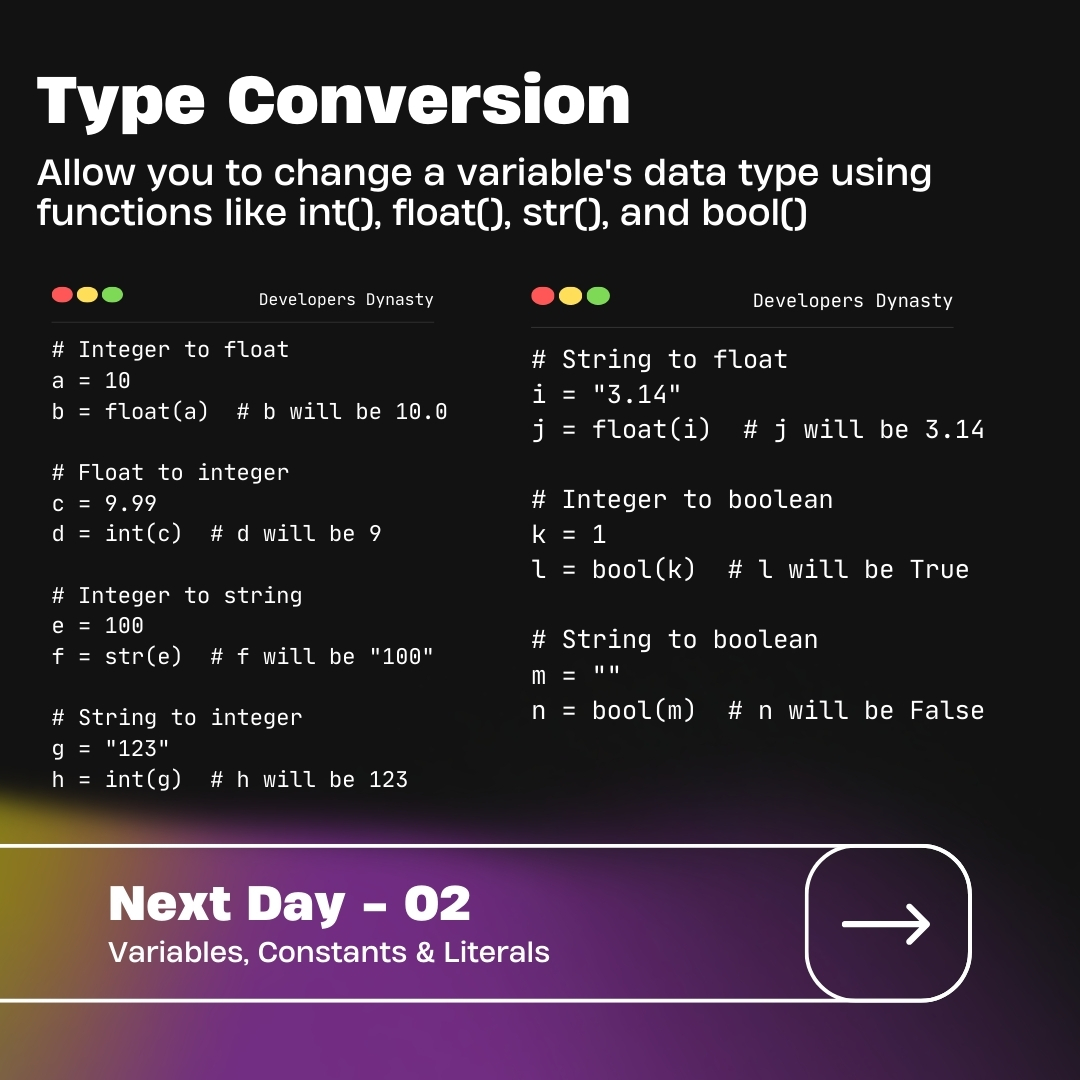 Type Conversion
Allow you to change a variable's data type using
functions like int(), float(), str(), and bool()
Developers Dynasty
# Integer to float
a = 10
b = float(a)  # b will be 10.0
# Float to integer
c = 9.99
d = int(c)  # d will be 9
# Integer to string
e = 100
f = str(e)  # f will be "100"
# String to integer
g = "123"
h = int(g)  # h will be 123
Developers Dynasty
# String to float
i = "3.14"
j = float(i)  # j will be 3.14
# Integer to boolean
k = 1
l = bool(k)  # l will be True
# String to boolean
m = ""
n = bool(m)  # n will be False
Next Day - 02
Variables, Constants & Literals